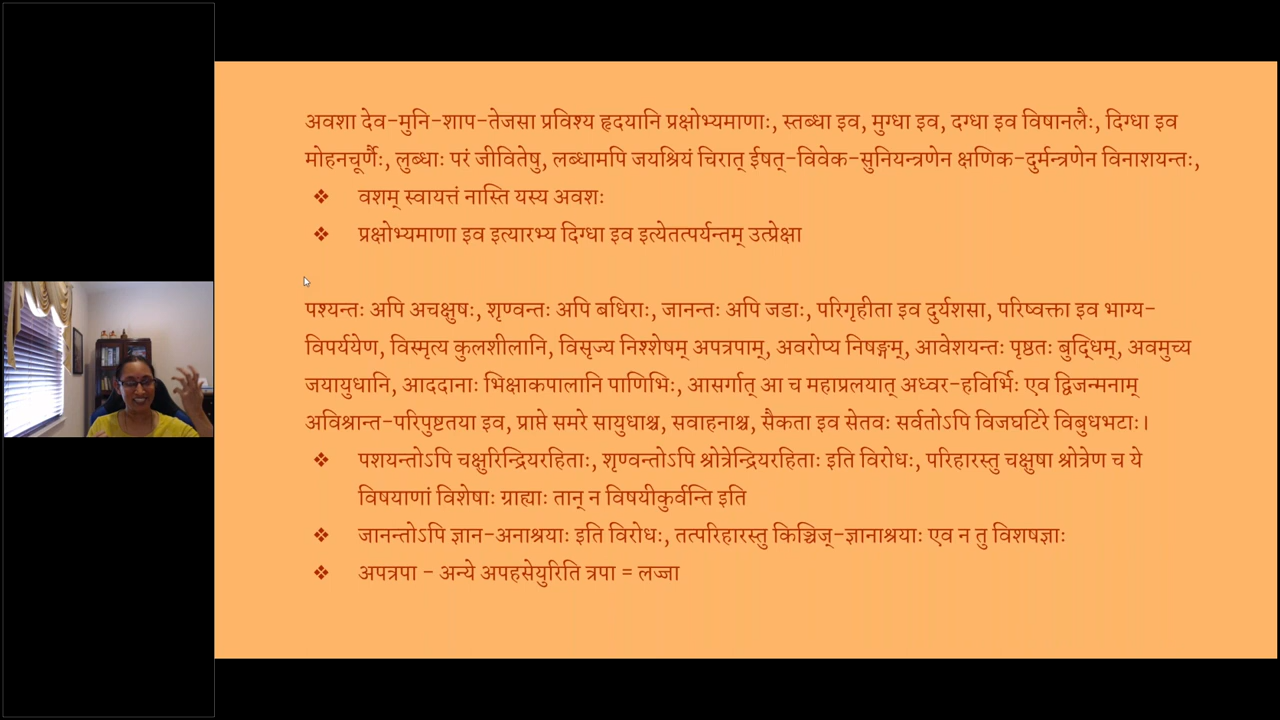 अवशा देव-मुनि-शाप-तेजसा प्रविश्य हृदयानि प्रक्षोभ्यमाणाः, स्तब्धा इव, मुग्धा इव, दग्धा इव विषानलैः, दिग्धा इव
मोहनचूर्णैः, लुब्धाः परं जीवितेषु, लब्धामपि जयश्रियं चिरात् ईषत्-विवेक-सुनियन्त्रणेन क्षणिक-दुर्मन्त्रणेन विनाशयन्तः,
❖ वशम् स्वायत्तं नास्ति यस्य अवशः
❖ प्रक्षोभ्यमाणा इव इत्यारभ्य दिग्धा इव इत्येतत्पर्यन्तम् उत्प्रेक्षा
पश्यन्तः अपि अचक्षुषः, शृण्वन्तः अपि बधिराः, जानन्तः अपि जडाः, परिगृहीता इव दुर्यशसा, परिष्वक्ता इव भाग्य-
विपर्ययेण, विस्मृत्य कुलशीलानि, विसृज्य निश्शेषम् अपत्रपाम्, अवरोप्य निषङ्गम्, आवेशयन्तः पृष्ठतः बुद्धिम्, अवमुच्य
जयायुधानि, आददानाः भिक्षाकपालानि पाणिभिः, आसर्गात् आ च महाप्रलयात् अध्वर-हविर्भिः एव द्विजन्मनाम्
अविश्रान्त-परिपुष्टतया इव, प्राप्ते समरे सायुधाश्च, सवाहनाश्च, सैकता इव सेतवः सर्वतोऽपि विजघटिरे विबुधभटाः।
❖ पशयन्तोऽपि चक्षुरिन्द्रियरहिताः, शृण्वन्तोऽपि श्रोत्रेन्द्रियरहिताः इति विरोधः, परिहारस्तु चक्षुषा श्रोत्रेण च ये
विषयाणां विशेषाः ग्राह्याः तान् न विषयीकुर्वन्ति इति
❖ जानन्तोऽपि ज्ञान-अनाश्रयाः इति विरोधः, तत्परिहारस्तु किञ्चिज्-ज्ञानाश्रयाः एव न तु विशषज्ञाः
❖ अपत्रपा - अन्ये अपहसेयुरिति त्रपा = लज्जा